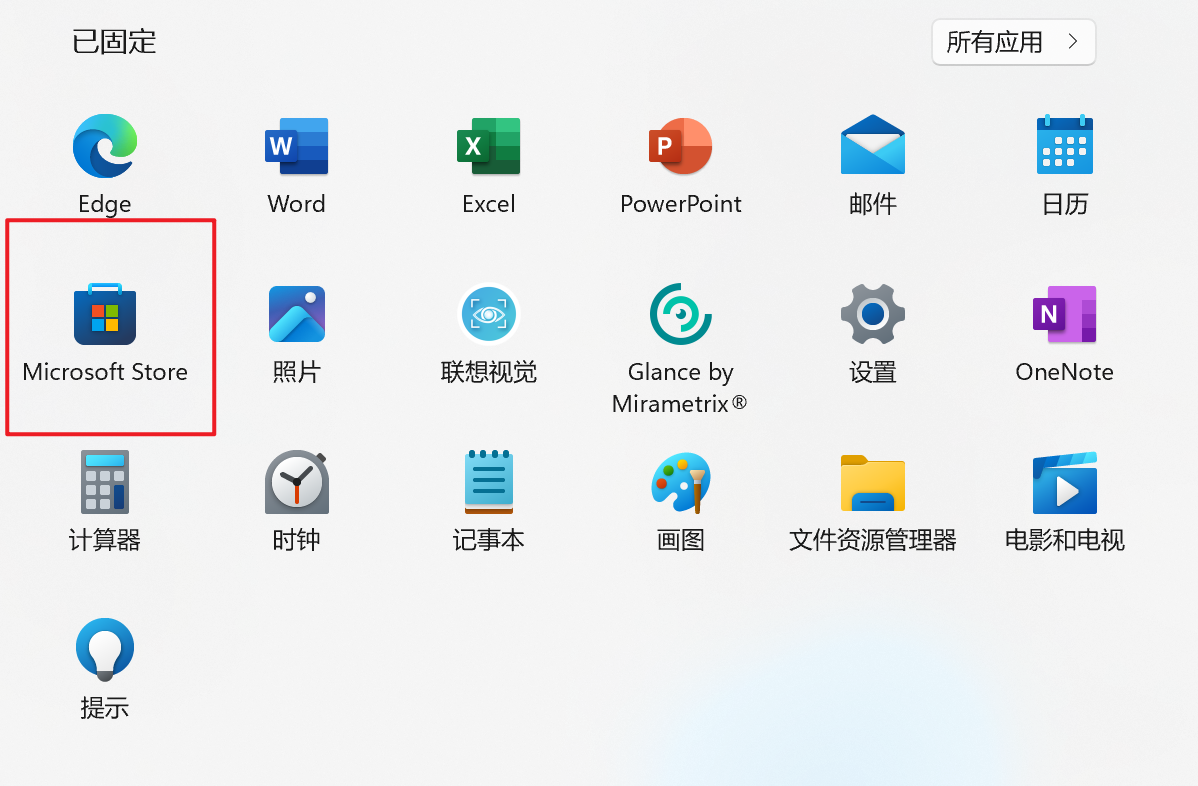 已固定
所有应用
Edge
Word
Excel
PowerPoint
邮件
日历
Microsoft Store
照片
联想视觉
Glance by
Mirametrix®
设置
OneNote
计算器
时钟
记事本
画图
文件资源管理器
电影和电视
提示